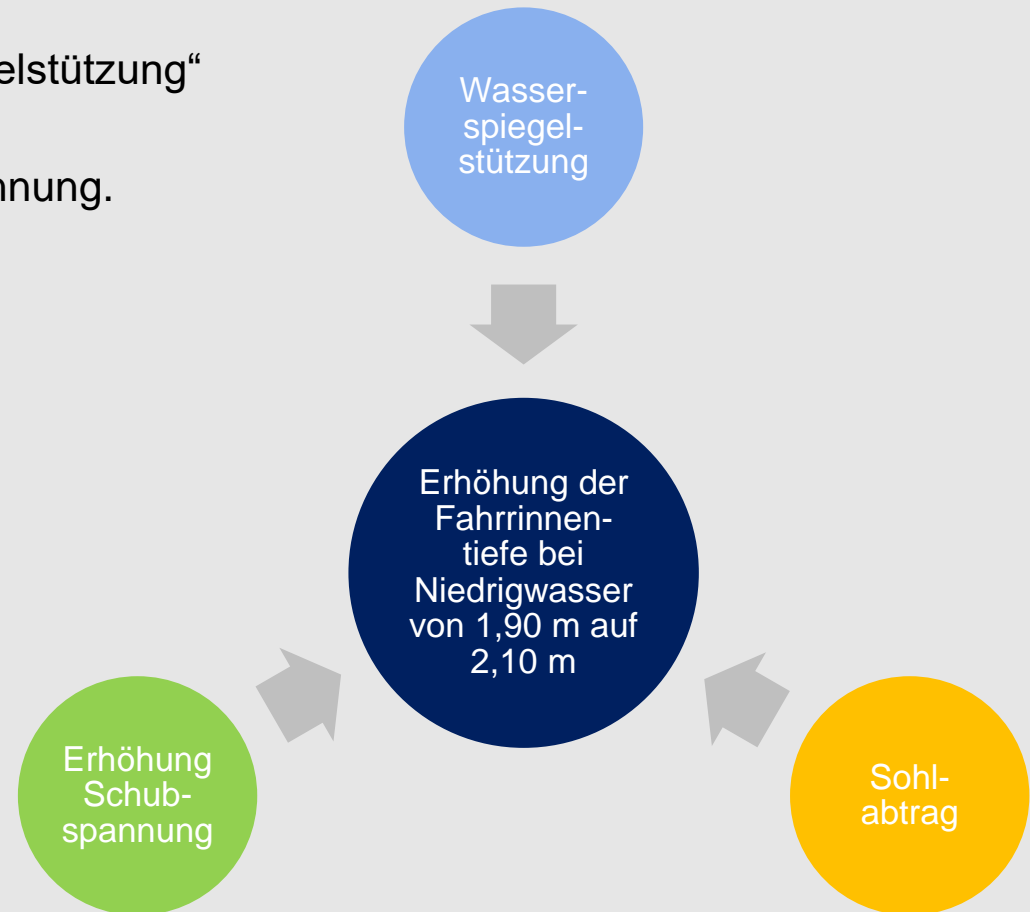 elstützung“
nnung.
Wasser-
spiegel-
stützung
Erhöhung der
Fahrrinnen-
tiefe bei
Niedrigwasser
von 1,90 m auf
2,10 m
Erhöhung
Schub-
spannung
Sohl-
abtrag